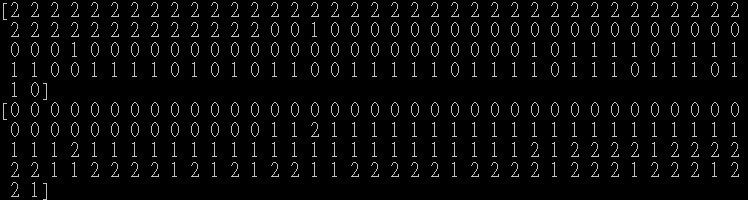 [2 2 2 2 2 2 2 2 2 2 2 2 2 2 2 2 2 2 2 2 2 2 2 2 2 2 2 2 2 2 2 2 2 2 2 2 2
2 2 2 2 2 2 2 2 2 2 2 2 2 0 0 1 0 0 0 0 0 0 0 0 0 0 0 0 0 0 0 0 0 0 0 0 0
0 0 0 1 0 0 0 0 0 0 0 0 0 0 0 0 0 0 0 0 0 0 0 0 0 0 1 0 1 1 1 1 0 1 1 1 1
1 1 0 0 1 1 1 1 0 1 0 1 0 1 1 0 0 1 1 1 1 1 0 1 1 1 1 0 1 1 1 0 1 1 1 0 1
1 0]
[0 0 0 0 0 0 0 0 0 0 0 0 0 0 0 0 0 0 0 0 0 0 0 0 0 0 0 0 0 0 0 0 0 0 0 0 0
0 0 0 0 0 0 0 0 0 0 0 0 0 1 1 2 1 1 1 1 1 1 1 1 1 1 1 1 1 1 1 1 1 1 1 1 1
1 1 1 2 1 1 1 1 1 1 1 1 1 1 1 1 1 1 1 1 1 1 1 1 1 1 2 1 2 2 2 2 1 2 2 2 2
2 2 1 1 2 2 2 2 1 2 1 2 1 2 2 1 1 2 2 2 2 2 1 2 2 2 2 1 2 2 2 1 2 2 2 1 2
2 1]